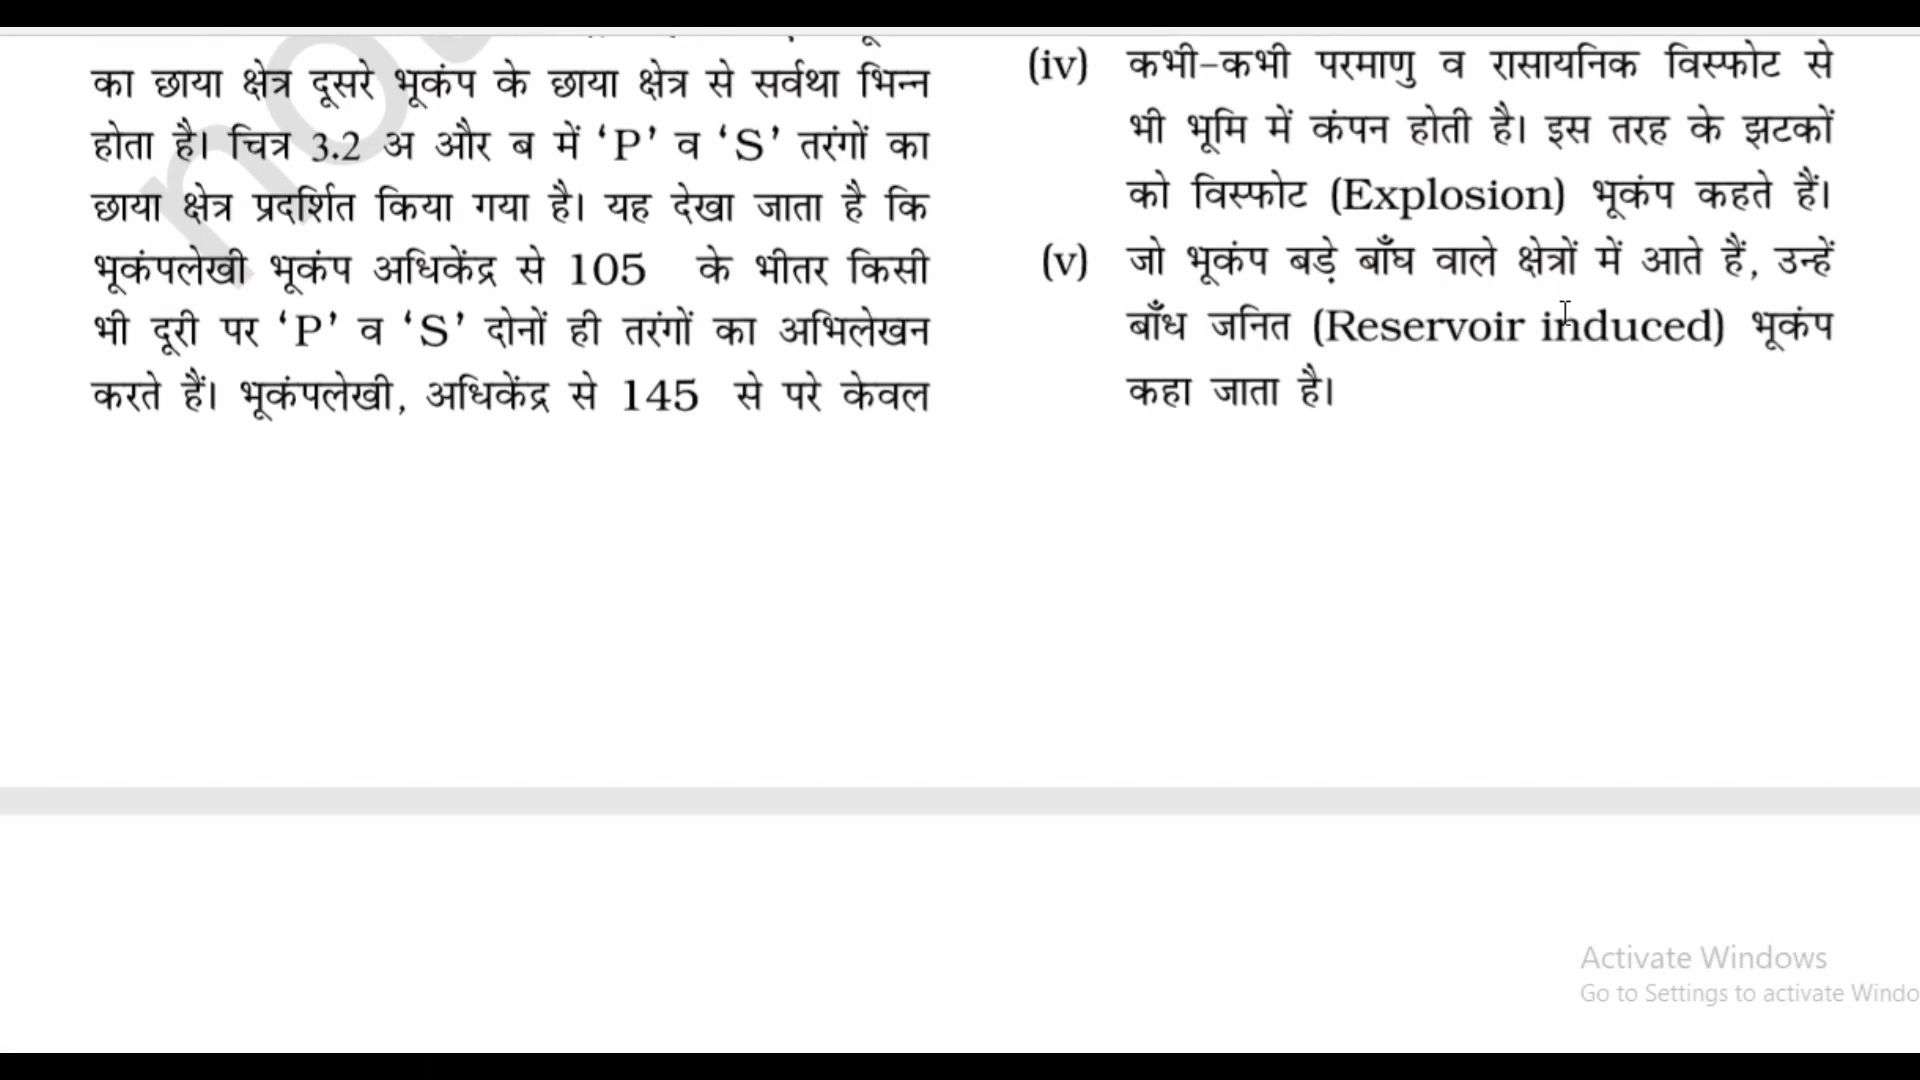 का छाया क्षेत्र दूसरे भूकंप के छाया क्षेत्र से सर्वथा भिन्न
होता है। चित्र 3.2 अ और ब में ‘P’ व ‘S’ तरंगों का
छाया क्षेत्र प्रदर्शित किया गया है। यह देखा जाता है कि
भूकंपलेखी भूकंप अधिकेंद्र से 105 के भीतर किसी
भी दूरी पर ‘P’ व ‘S’ दोनों ही तरंगों का अभिलेखन
करते हैं। भूकंपलेखी, अधिकेंद्र से 145 से परे केवल
(iv) कभी-कभी परमाणु व रासायनिक विस्फोट से
भी भूमि में कंपन होती है। इस तरह के झटकों
को विस्फोट (Explosion) भूकंप कहते हैं।
(v) जो भूकंप बड़े बाँघ वाले क्षेत्रों में आते हैं, उन्हें
बाँध जनित (Reservoir induced) भूकंप
कहा जाता है।
Activate Windows
Go to Settings to activate Windo